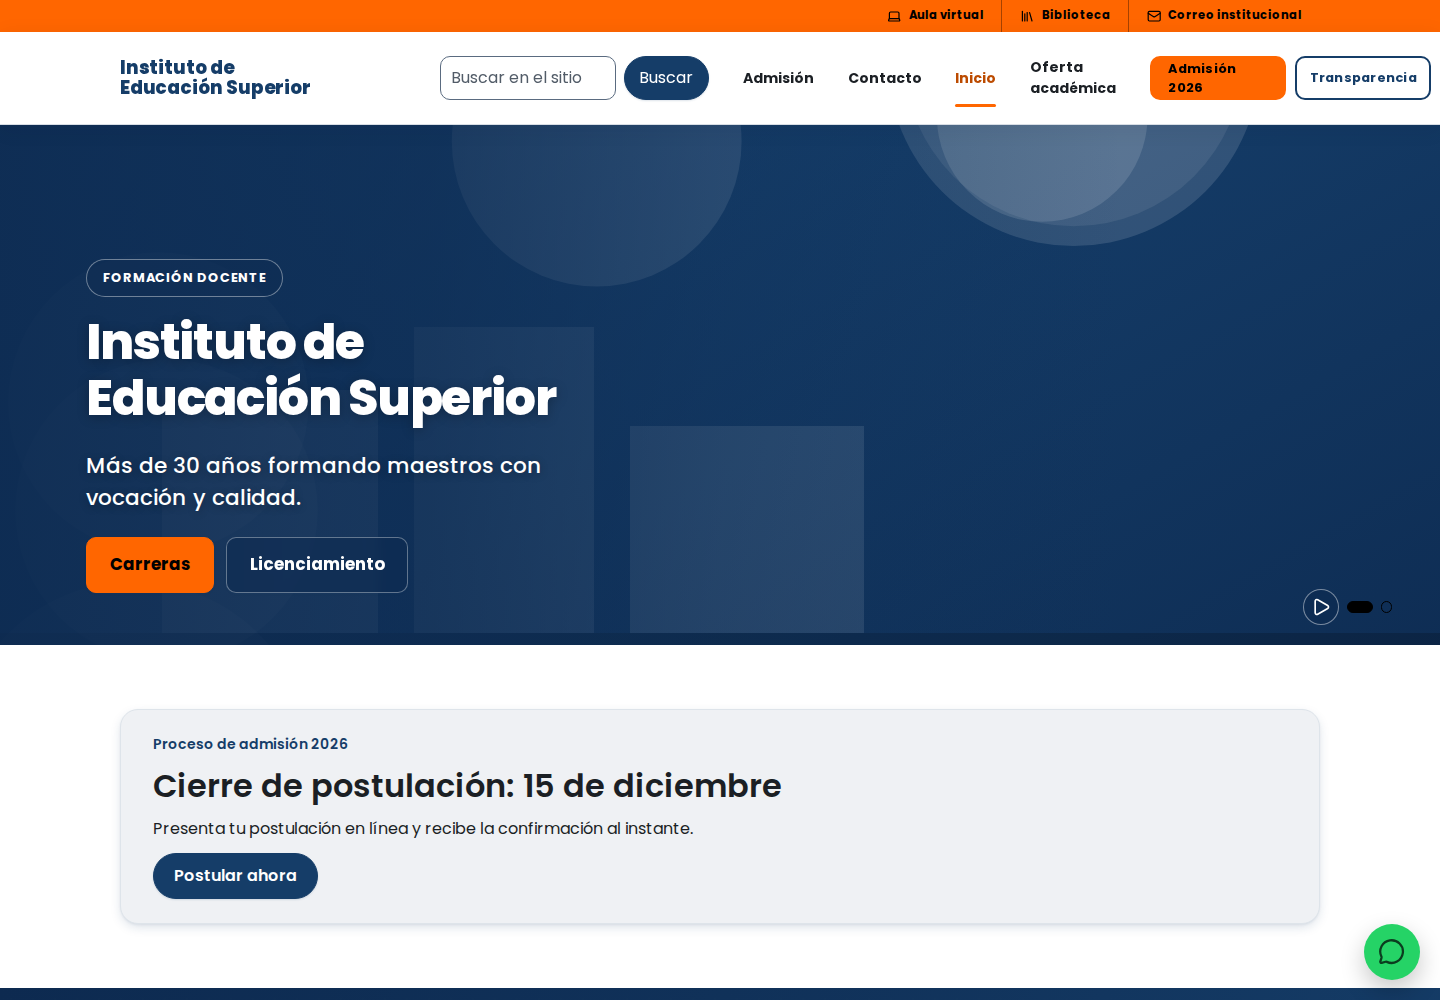 Aula virtual
Biblioteca
Correo institucional
Instituto de
Educación Superior
Buscar en el sitio
Buscar
Admisión
Contacto
Inicio
Oferta
académica
Admisión
2026
Transparencia
FORMACIÓN DOCENTE
Instituto de
Educación Superior
Más de 30 años formando maestros con
vocación y calidad.
Carreras
Licenciamiento
Proceso de admisión 2026
Cierre de postulación: 15 de diciembre
Presenta tu postulación en línea y recibe la confirmación al instante.
Postular ahora